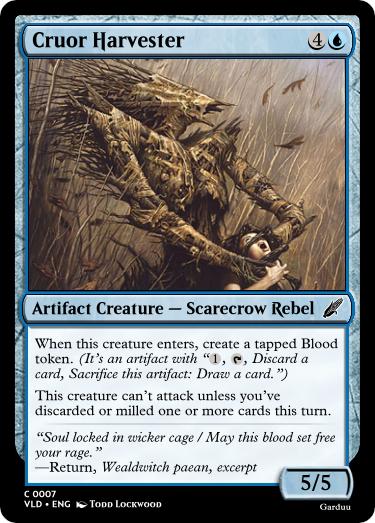 Cruor Harvester 4
Artifact Creature — Scarecrow Rebel
When this creature enters, create a tapped Blood
token. (It's an artifact with “1, , Discard a
card, Sacrifice this artifact: Draw a card.”)
This creature can't attack unless you've
discarded or milled one or more cards this turn.
“Soul locked in wicker cage / May this blood set free
your rage.”
—Return, Wealdwitch paean, excerpt
5/5
C 0007
VLD • ENG Todd Lockwood
Garduu